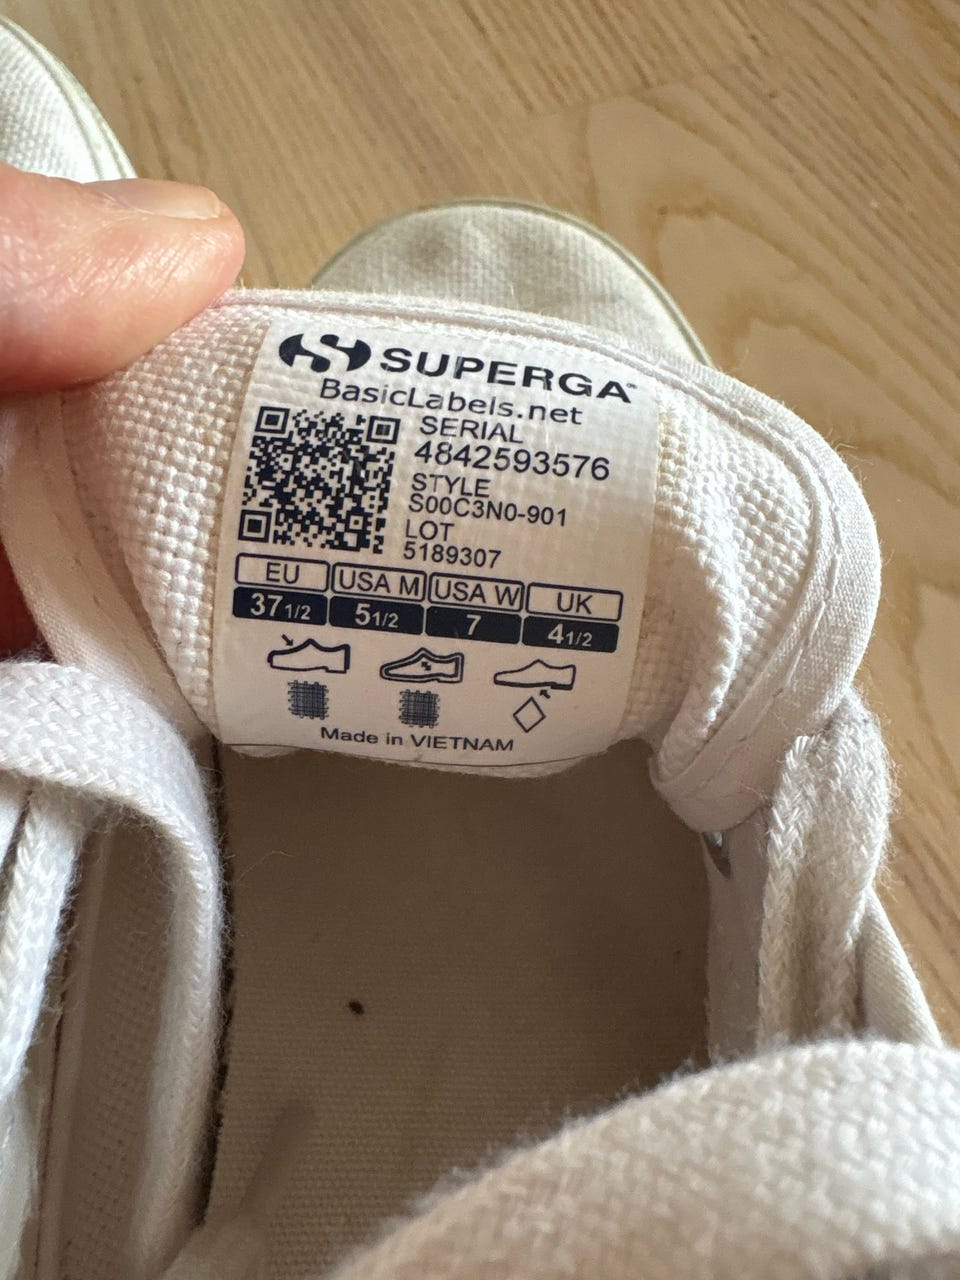 SUPERGA™
BasicLabels.net
SERIAL
4842593576
STYLE
S00C3N0-901
LOT
5189307
EU USA M USA W UK
37 1/2 5 1/2 7 4 1/2
Made in VIETNAM